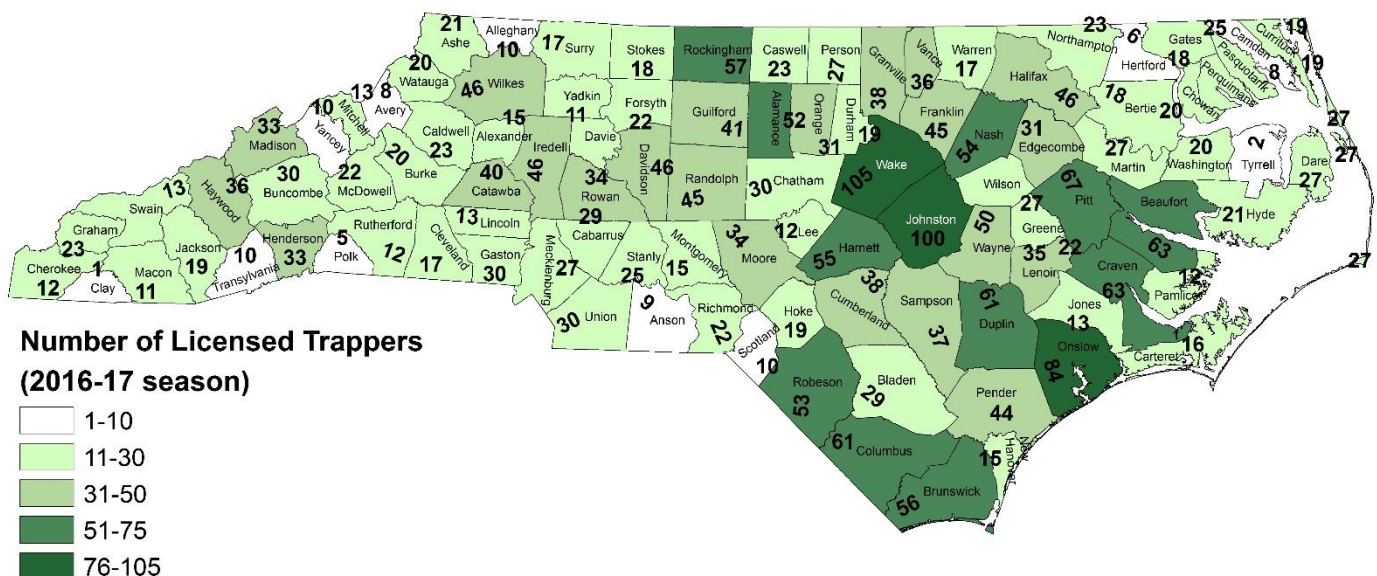 21
Ashe
Alleghany
10
17
Surry
Stokes
18
Rockingham
57
Caswell
23
Person
27
Granville
38
Vance
36
Warren
17
23
Northampton
6
Hertford
Gates
18
25
Camden
Currituck
19
19
Pasquotank
Perquimans
8
Chowan
20
20
Watauga
46
Wilkes
15
Yadkin
11
Forsyth
22
Guilford
41
Alamance
52
Orange
31
Durham
19
Franklin
45
Halifax
46
Nash
54
31
Edgecombe
18
Bertie
27
Martin
20
Washington
2
Tyrrell
Dare
27
27
27
13
8
Avery
10
Mitchell
Yancey
Caldwell
23
Alexander
Iredell
46
Davie
34
Rowan
29
Davidson
46
Randolph
45
30
Chatham
Wake
105
Johnston
100
Wilson
27
Greene
22
67
Pitt
Beaufort
63
21
Hyde
33
Madison
36
Haywood
30
Buncombe
22
McDowell
20
Burke
40
Catawba
13
Lincoln
13
Swain
Graham
23
Cherokee
12
1
Clay
Macon
11
Jackson
19
10
Transylvania
Henderson
33
5
Polk
Rutherford
12
Cleveland
17
Gaston
30
Mecklenburg
27
Cabarrus
Stanly
25
Montgomery
15
34
Moore
12
Lee
Harnett
55
50
Wayne
35
Lenoir
Craven
63
12
Pamlico
27
30
Union
9
Anson
Richmond
22
Scotland
10
Hoke
19
38
Cumberland
Sampson
37
61
Duplin
Jones
13
Onslow
84
Carteret
16
Robeson
53
Bladen
29
Pender
44
61
Columbus
56
Brunswick
15
New
Hanover
Number of Licensed Trappers
(2016-17 season)
1-10
11-30
31-50
51-75
76-105